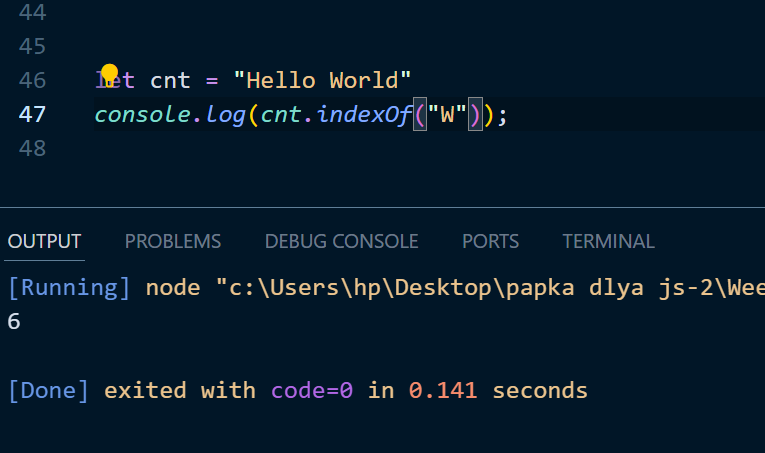 44
45
46 let cnt = "Hello World"
47 console.log(cnt.indexOf("W"));
48
OUTPUT PROBLEMS DEBUG CONSOLE PORTS TERMINAL
[Running] node "c:\Users\hp\Desktop\papka dlya js-2\Wee
6
[Done] exited with code=0 in 0.141 seconds